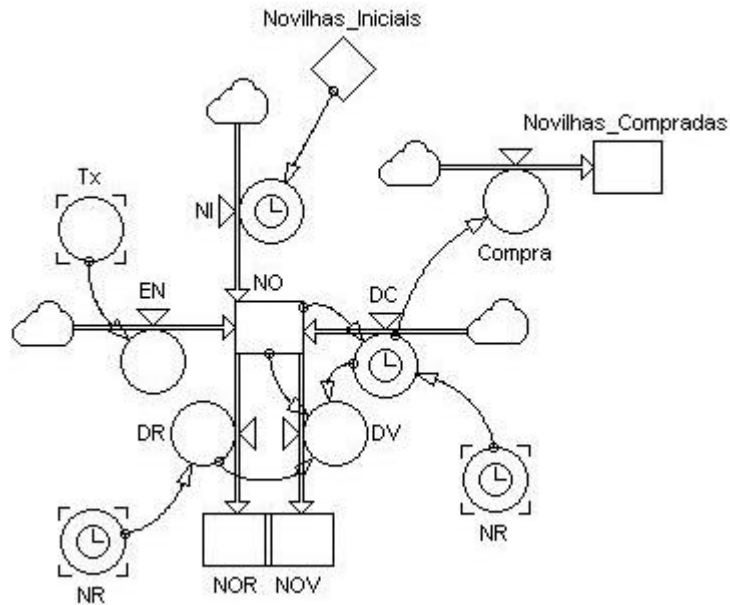 Novilhas_Iniciais
Novilhas_Compradas
Tx
NI
Compra
EN
NO
DC
DR
DV
NR
NR
NOR
NOV